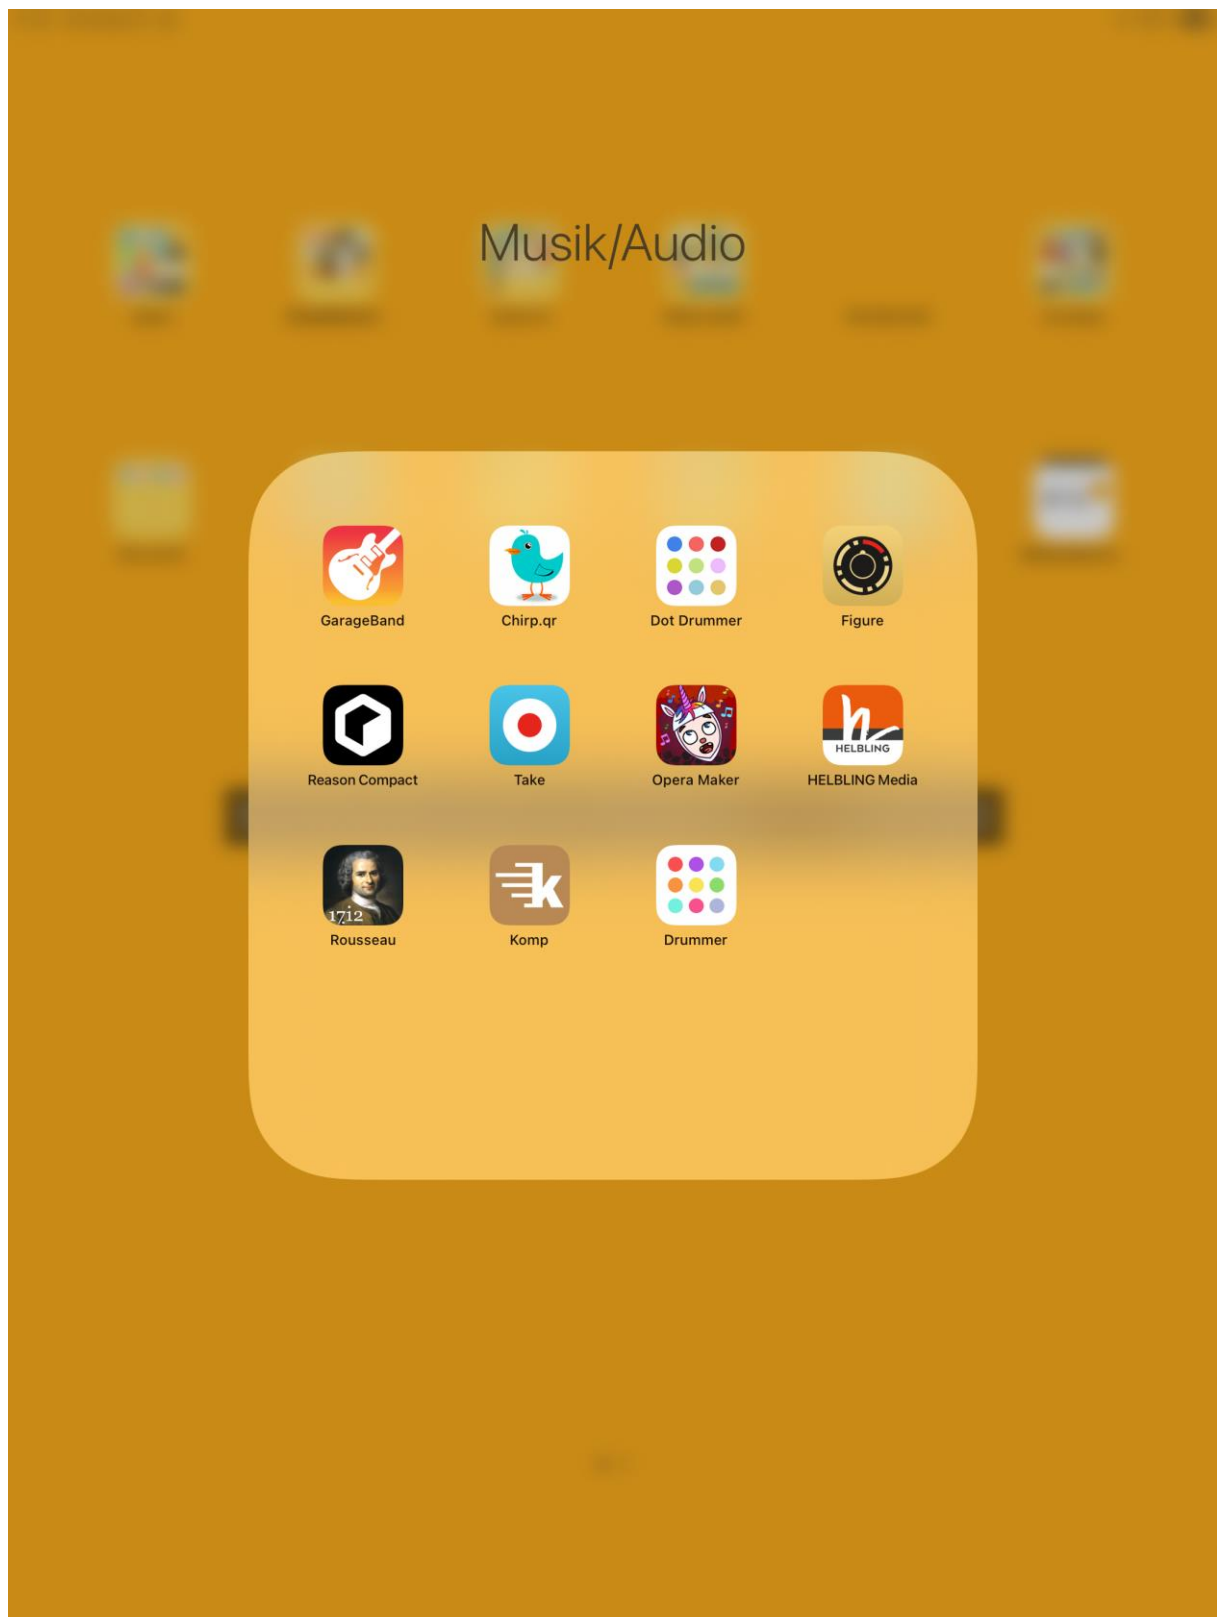 Musik/Audio
GarageBand Chirp.qr Dot Drummer Figure
HELBLING
Reason Compact Take Opera Maker HELBLING Media
1712 k
Rousseau Komp Drummer